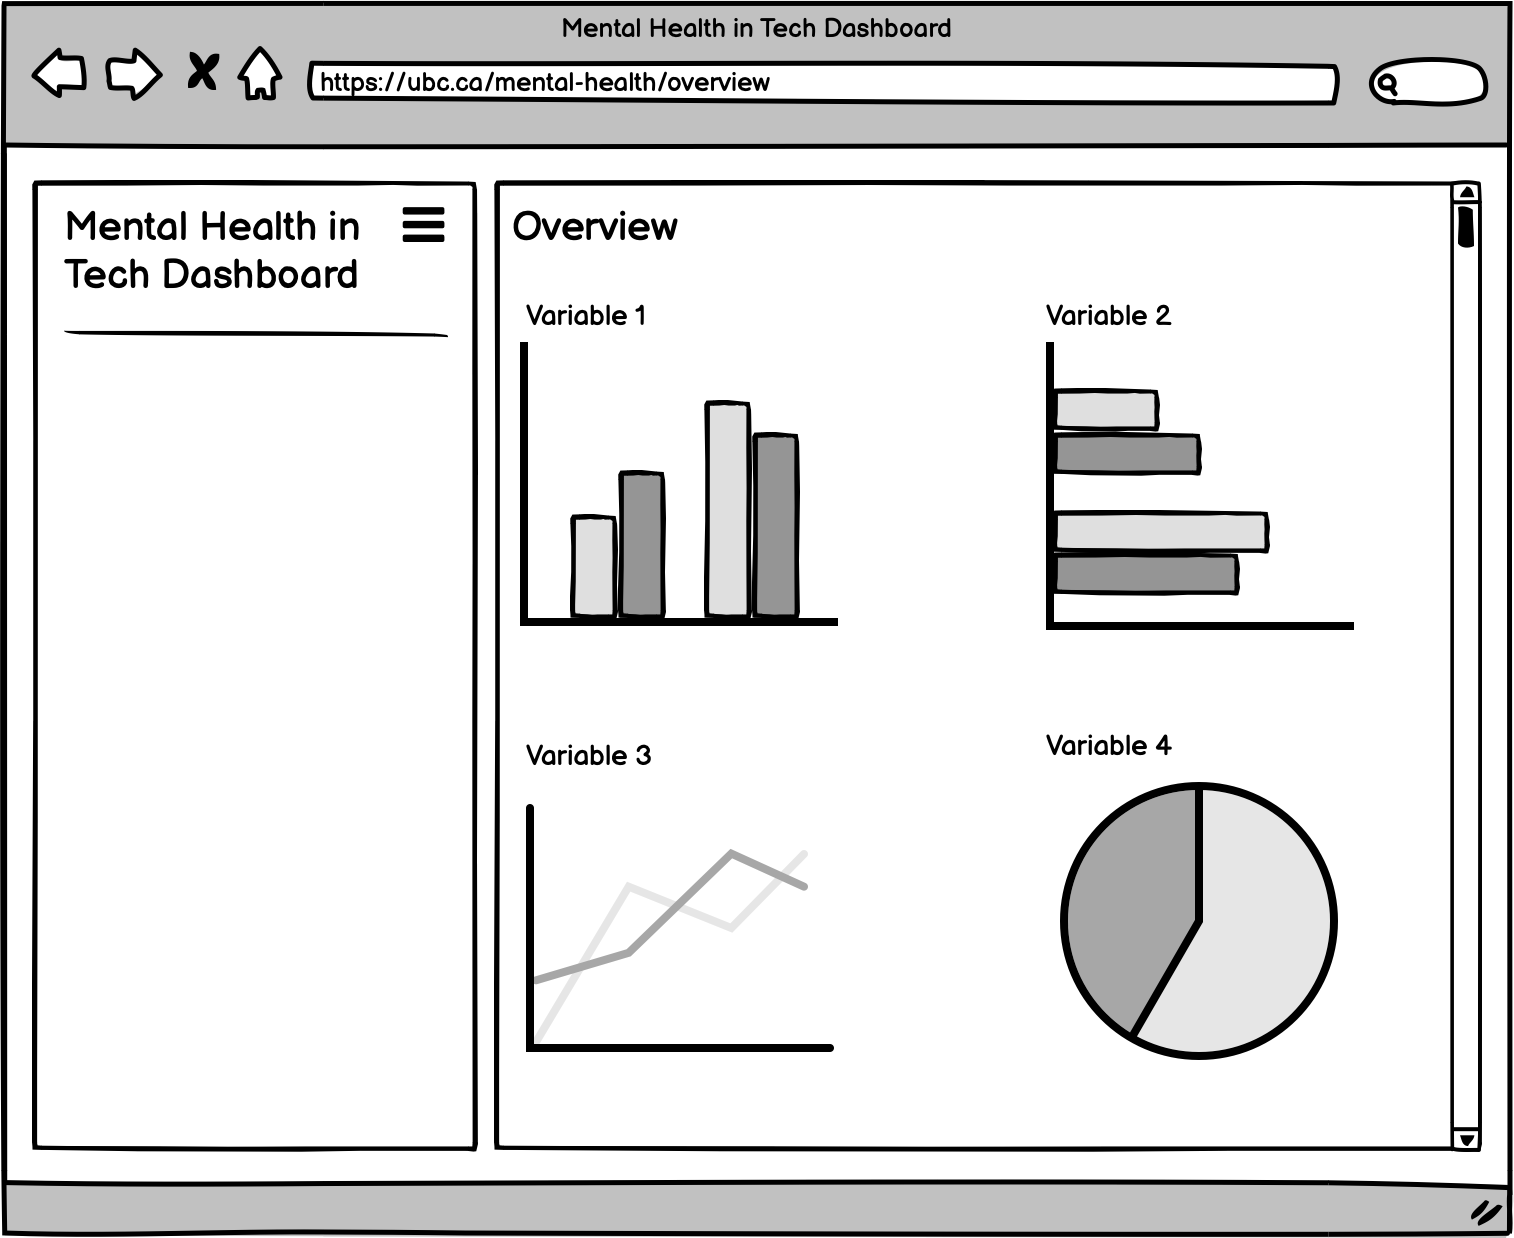 Mental Health in Tech Dashboard
https://ubc.ca/mental-health/overview
Mental Health in
Tech Dashboard
Overview
Variable 1
Variable 2
Variable 3
Variable 4